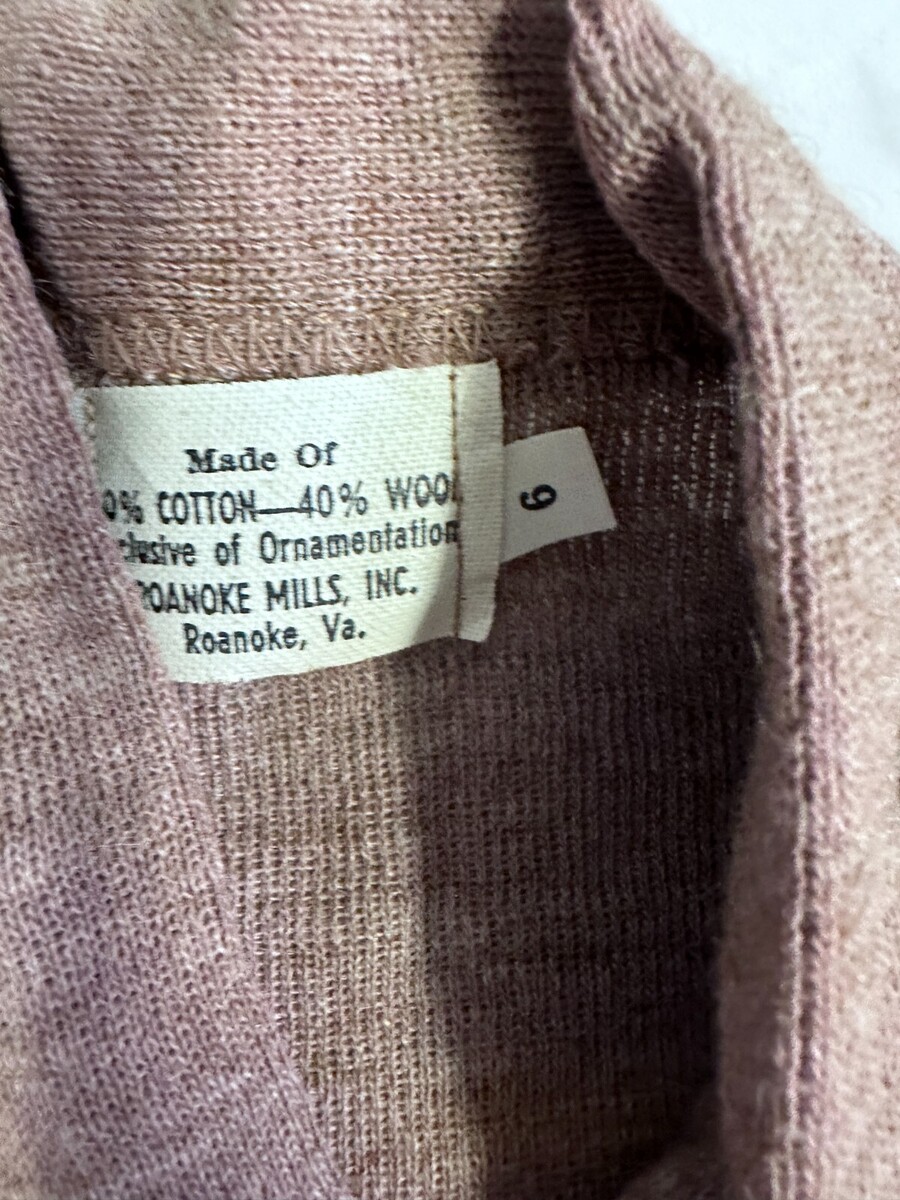 Made Of
0% COTTON—40% WOOL
clusive of Ornamentation
ROANOKE MILLS, INC.
Roanoke, Va.
6